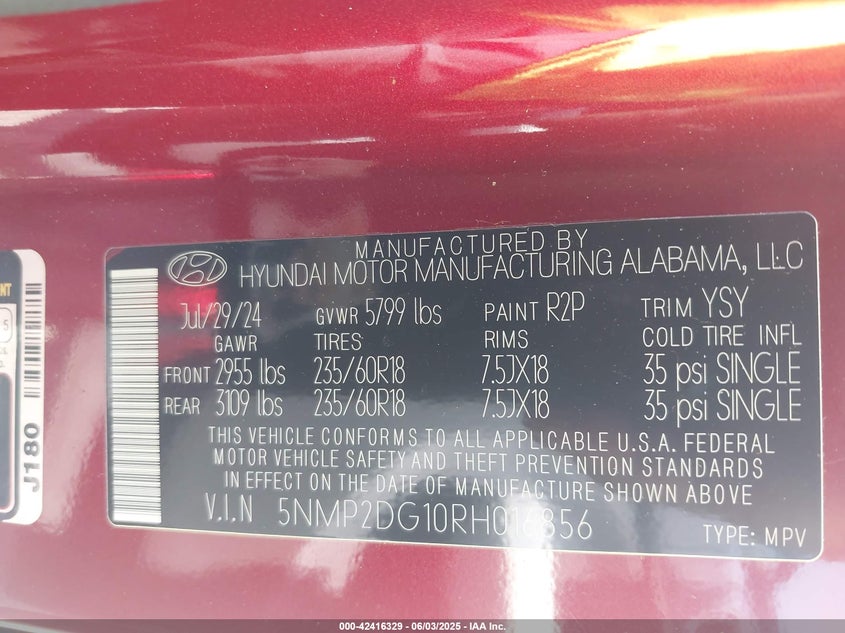 MANUFACTURED BY
HYUNDAI MOTOR MANUFACTURING ALABAMA, LLC
Jul/29/24 GVWR 5799 lbs PAINT R2P TRIM YSY
GAWR TIRES RIMS COLD TIRE INFL
FRONT 2955 lbs 235/60R18 7.5JX18 35 psi SINGLE
REAR 3109 lbs 235/60R18 7.5JX18 35 psi SINGLE
THIS VEHICLE CONFORMS TO ALL APPLICABLE U.S.A. FEDERAL
MOTOR VEHICLE SAFETY AND THEFT PREVENTION STANDARDS
IN EFFECT ON THE DATE OF MANUFACTURE SHOWN ABOVE
V.I.N 5NMP2DG10RH016856
TYPE: MPV
J180
000-42416329 - 06/03/2025 - IAA Inc.